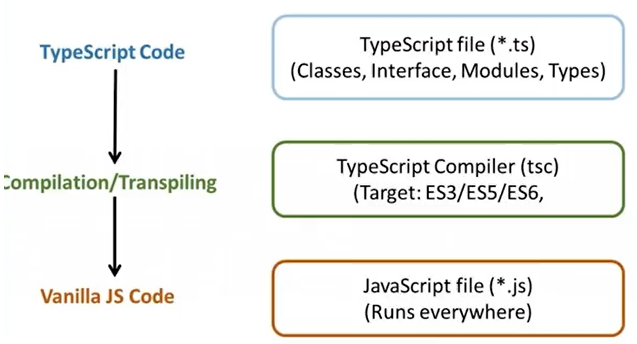 TypeScript Code
TypeScript file (*.ts)
(Classes, Interface, Modules, Types)
Compilation/Transpiling
TypeScript Compiler (tsc)
(Target: ES3/ES5/ES6,
Vanilla JS Code
JavaScript file (*.js)
(Runs everywhere)